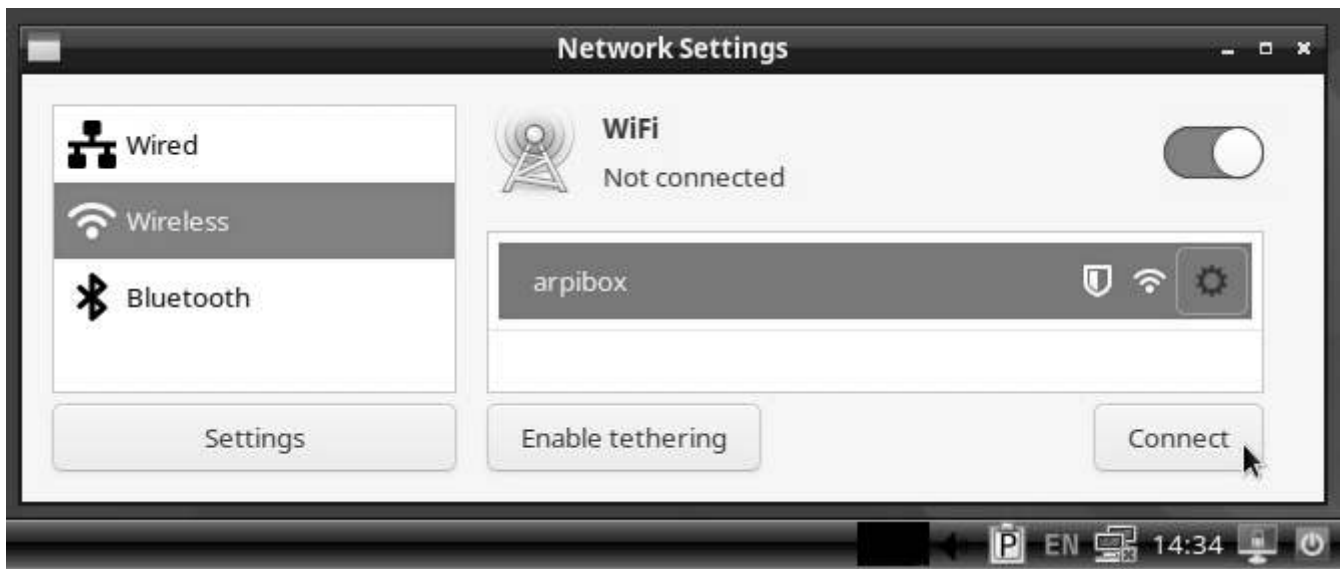 Network Settings
Wired
Wireless
Bluetooth
Settings
WiFi
Not connected
arpibox
Enable tethering
Connect
P EN 14:34